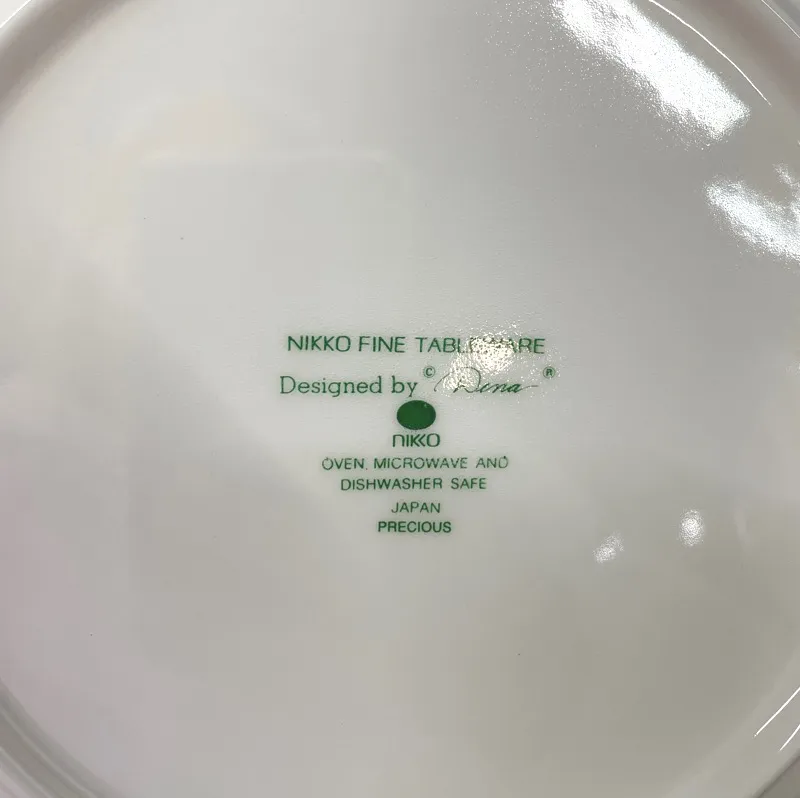 NIKKO FINE TABLEWARE
Designed by © Dena ®
NIKKO
OVEN, MICROWAVE AND
DISHWASHER SAFE
JAPAN
PRECIOUS